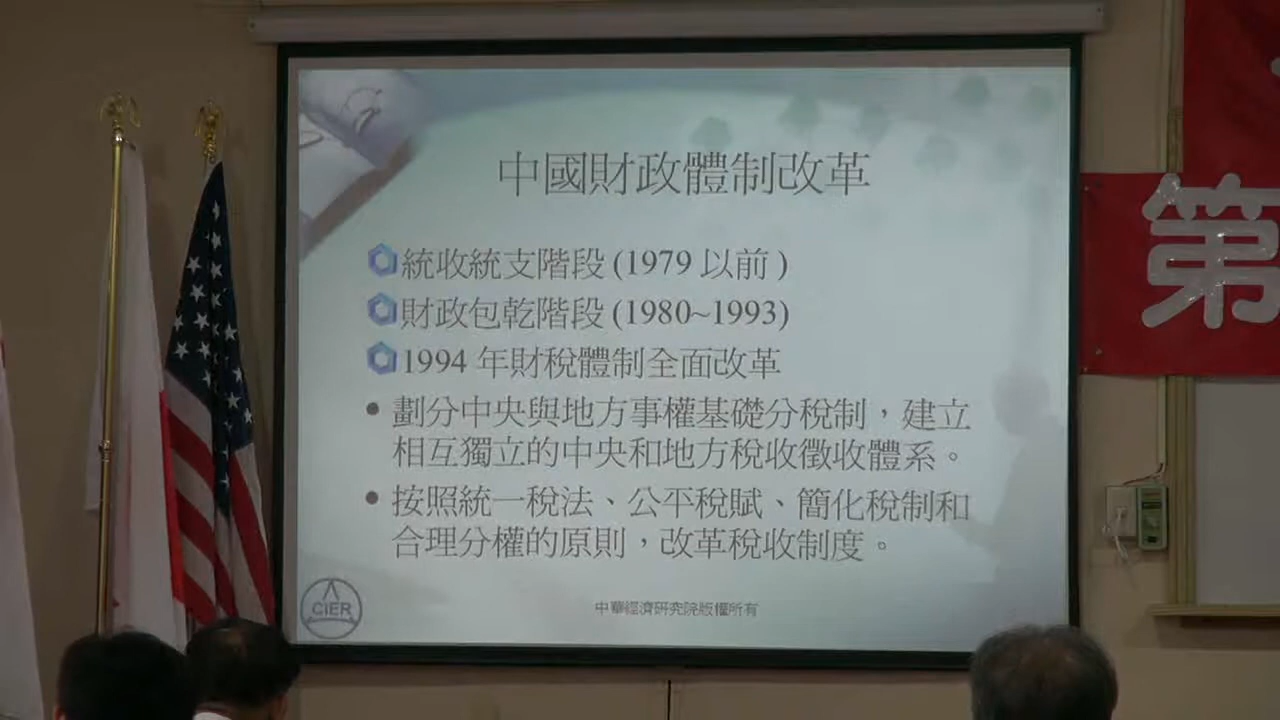 中國財政體制改革
統收統支階段 (1979 以前 )
財政包乾階段 (1980~1993)
1994 年財稅體制全面改革
• 劃分中央與地方事權基礎分稅制，建立
相互獨立的中央和地方稅收徵收體系。
• 按照統一稅法、公平稅賦、簡化稅制和
合理分權的原則，改革稅收制度。
CIER
中華經濟研究院版權所有
第